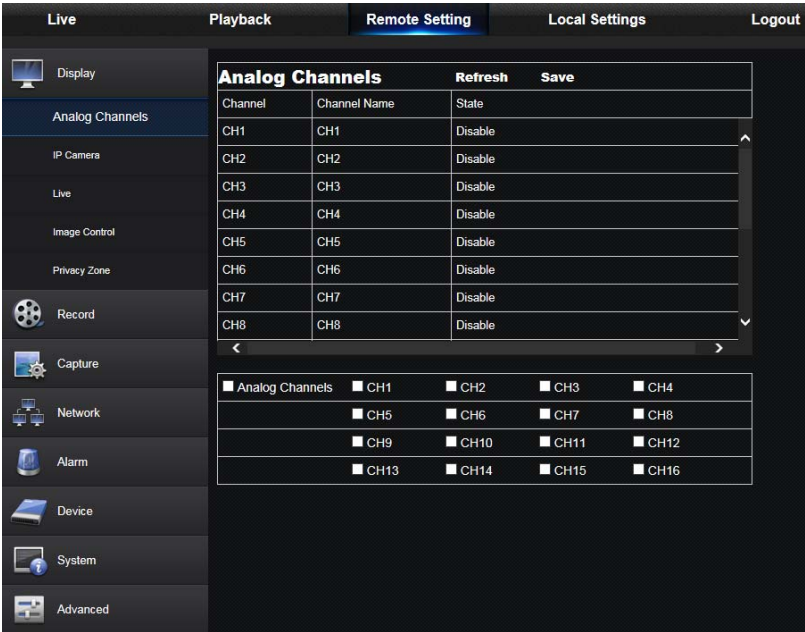 Live Playback Remote Setting Local Settings Logout
Display
Analog Channels
IP Camera
Live
Image Control
Privacy Zone
Record
Capture
Network
Alarm
Device
System
Advanced
Analog Channels Refresh Save
Channel Channel Name State
CH1 CH1 Disable
CH2 CH2 Disable
CH3 CH3 Disable
CH4 CH4 Disable
CH5 CH5 Disable
CH6 CH6 Disable
CH7 CH7 Disable
CH8 CH8 Disable
Analog Channels CH1 CH2 CH3 CH4
CH5 CH6 CH7 CH8
CH9 CH10 CH11 CH12
CH13 CH14 CH15 CH16